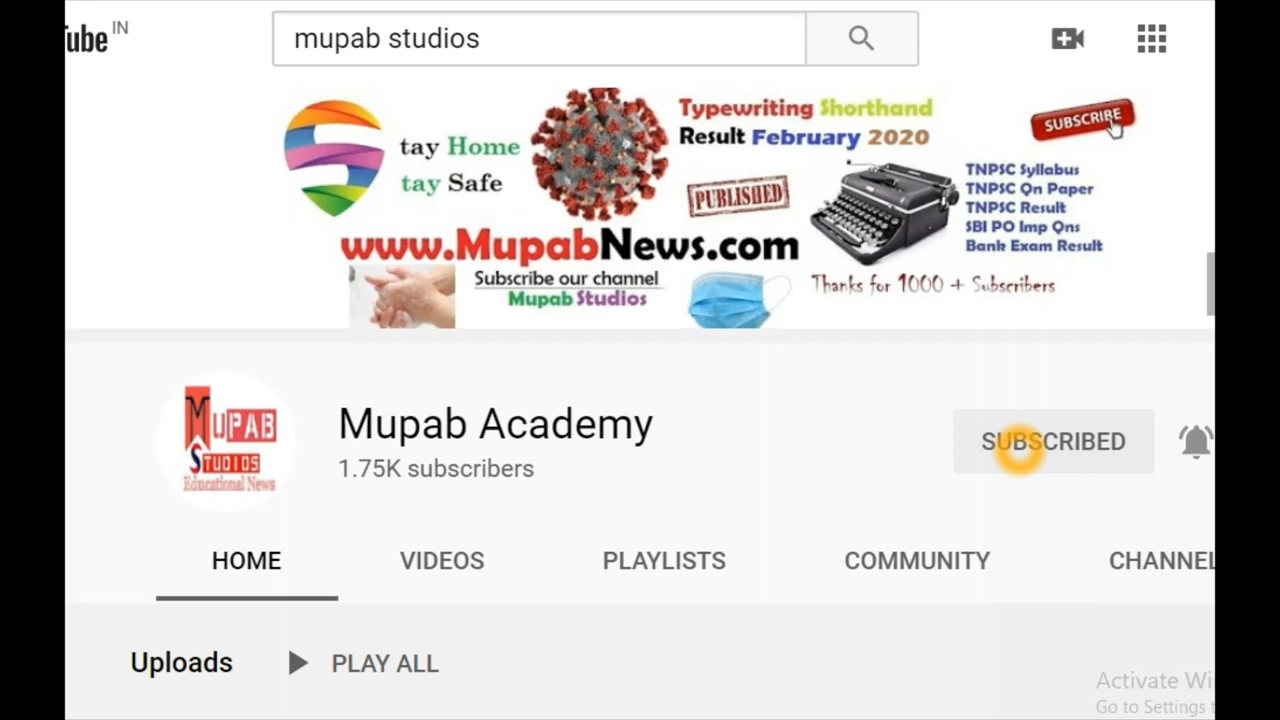 Tube IN
mupab studios
tay Home
tay Safe
Typewriting Shorthand
Result February 2020
PUBLISHED
SUBSCRIBE
TNPSC Syllabus
TNPSC Qn Paper
TNPSC Result
SBI PO Imp Qns
Bank Exam Result
www.MupabNews.com
Subscribe our channel
Mupab Studios
Thanks for 1000 + Subscribers
MUPAB
STUDIOS
Educational News
Mupab Academy
1.75K subscribers
SUBSCRIBED
HOME VIDEOS PLAYLISTS COMMUNITY CHANNEL
Uploads PLAY ALL
Activate Wi
Go to Settings t